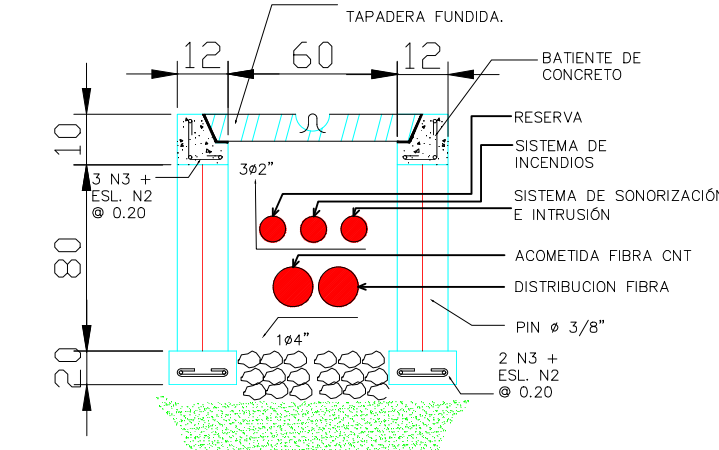 TAPADERA FUNDIDA.
12
60
12
BATIENTE DE
CONCRETO
10
RESERVA
SISTEMA DE
INCENDIOS
3ø2"
3 N3 +
ESL. N2
@ 0.20
SISTEMA DE SONORIZACIÓN
E INTRUSIÓN
80
ACOMETIDA FIBRA CNT
DISTRIBUCION FIBRA
PIN ø 3/8"
1ø4"
20
2 N3 +
ESL. N2
@ 0.20